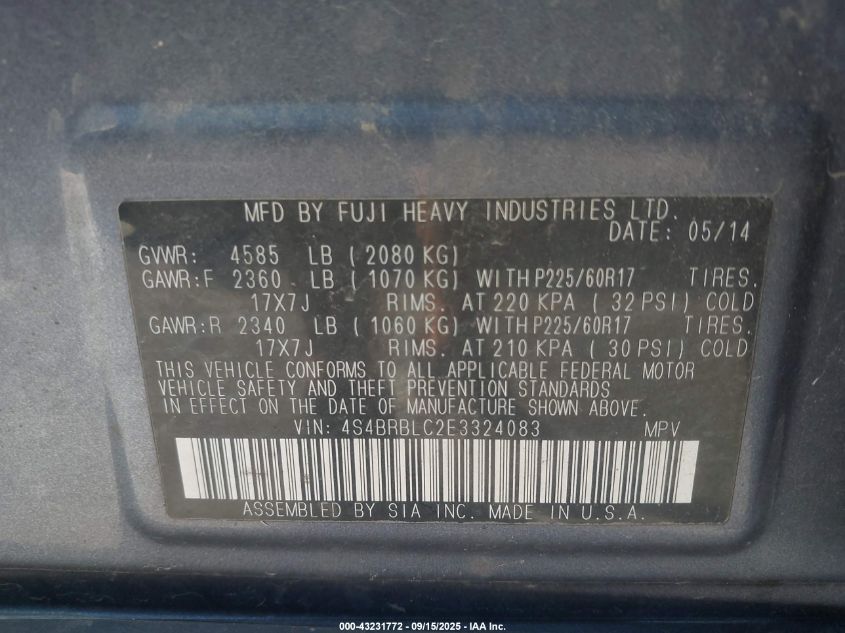 MFD BY FUJI HEAVY INDUSTRIES LTD.
DATE: 05/14
GVWR: 4585 LB (2080 KG)
GAWR:F 2360 LB (1070 KG) WITH P225/60R17 TIRES.
17X7J RIMS. AT 220 KPA (32 PSI) COLD
GAWR:R 2340 LB (1060 KG) WITH P225/60R17 TIRES.
17X7J RIMS. AT 210 KPA (30 PSI) COLD
THIS VEHICLE CONFORMS TO ALL APPLICABLE FEDERAL MOTOR
VEHICLE SAFETY AND THEFT PREVENTION STANDARDS
IN EFFECT ON THE DATE OF MANUFACTURE SHOWN ABOVE.
VIN: 4S4BRBLC2E3324083 MPV
ASSEMBLED BY SIA INC. MADE IN U.S.A.
000-43231772 - 09/15/2025 - IAA Inc.